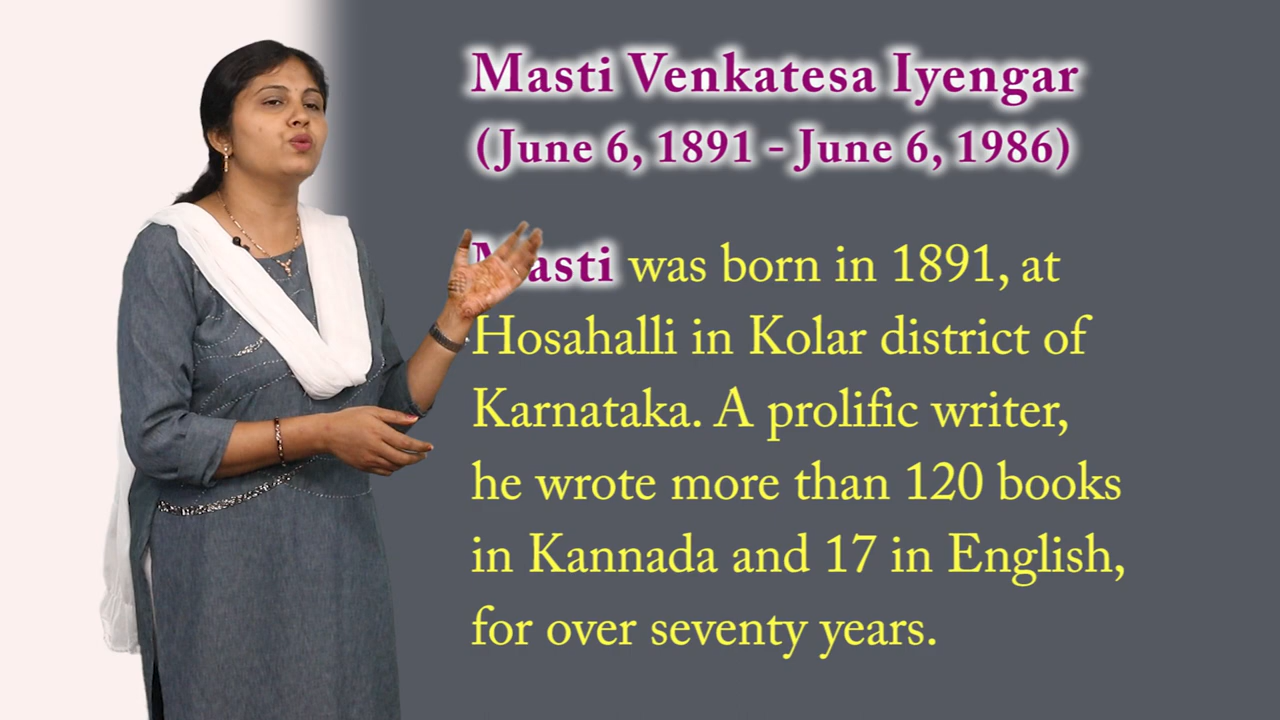 Masti Venkatesa Iyengar
(June 6, 1891 - June 6, 1986)
Masti was born in 1891, at
Hosahalli in Kolar district of
Karnataka. A prolific writer,
he wrote more than 120 books
in Kannada and 17 in English,
for over seventy years.